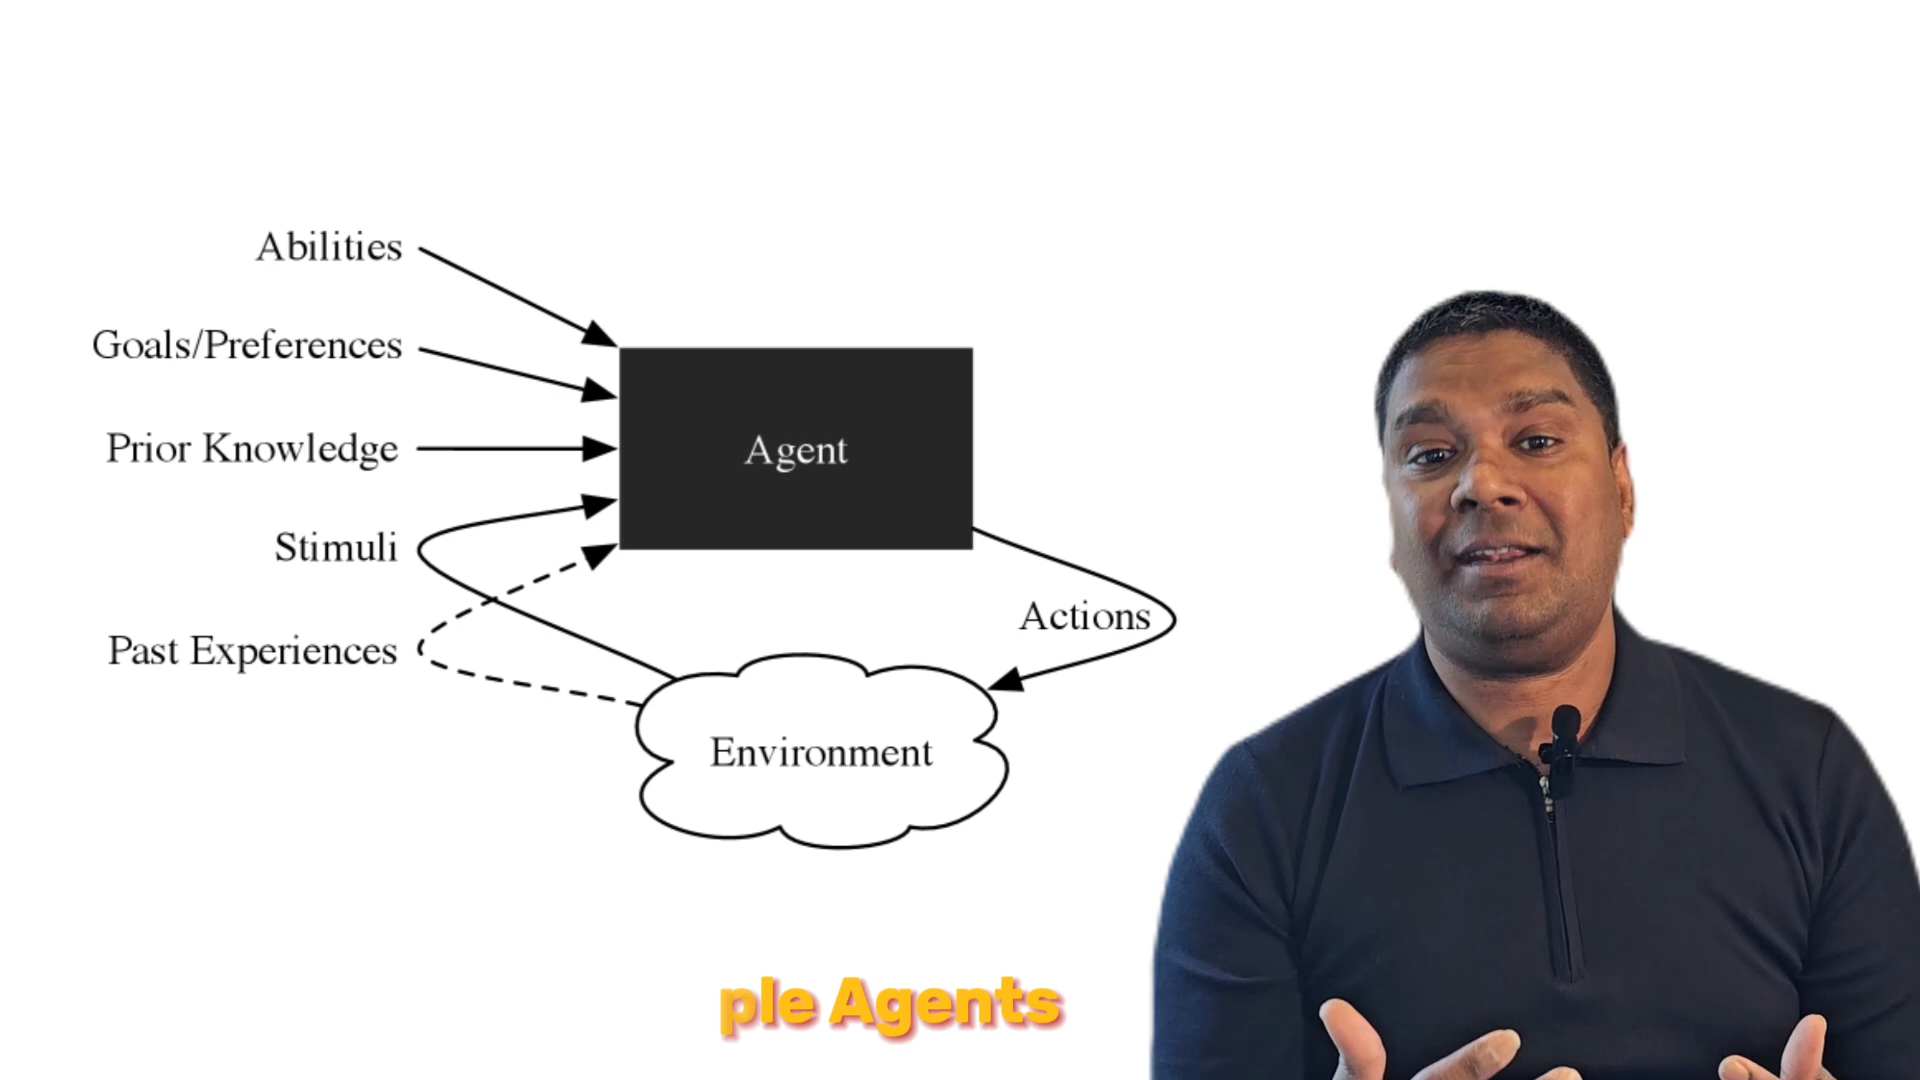 Abilities
Goals/Preferences
Prior Knowledge
Stimuli
Past Experiences
Agent
Actions
Environment
ple Agents